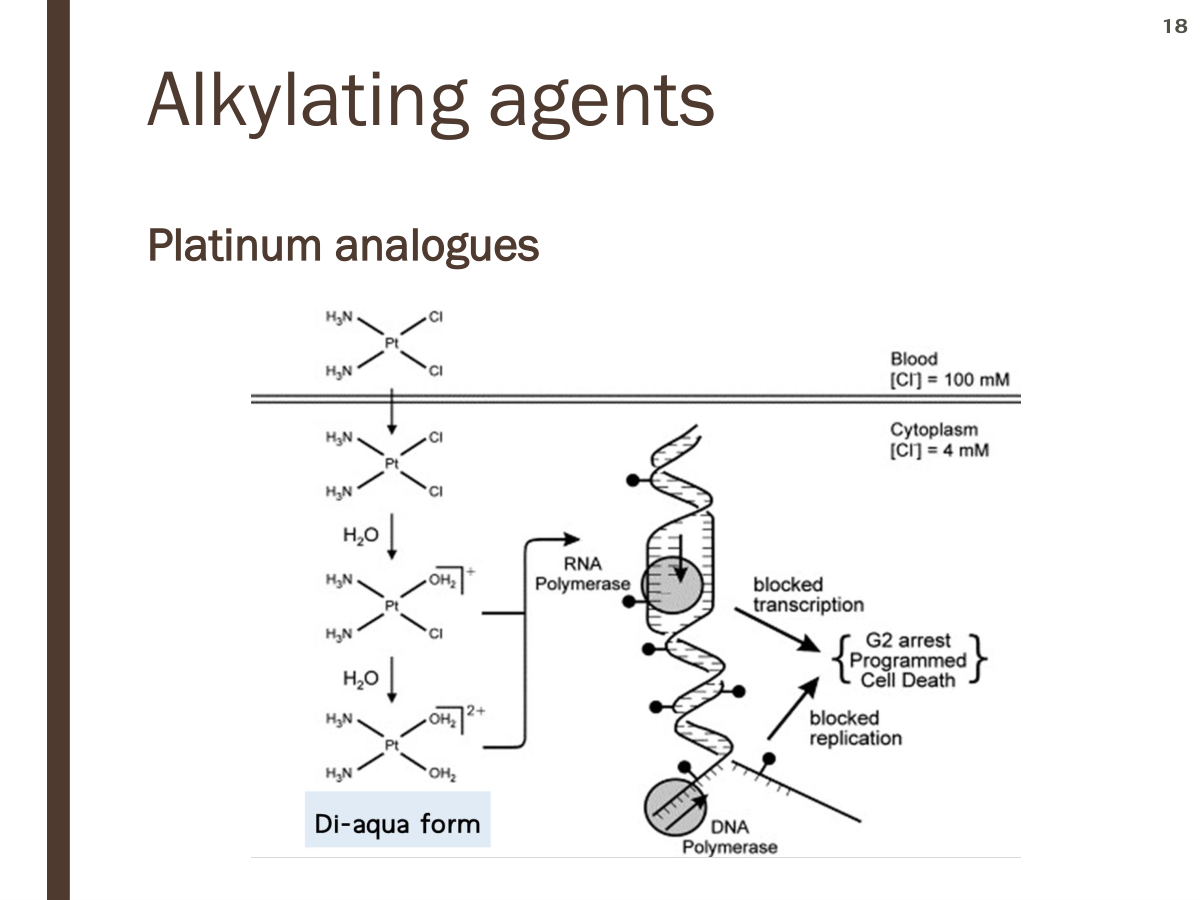 18
Alkylating agents
Platinum analogues
H₃N Cl
Pt
H₃N Cl
Blood
[Cl⁻] = 100 mM
Cytoplasm
[Cl⁻] = 4 mM
H₃N Cl
Pt
H₃N Cl
H₂O
H₃N OH₂ ⁺
Pt
H₃N Cl
H₂O
H₃N OH₂ ²⁺
Pt
H₃N OH₂
Di-aqua form
RNA
Polymerase
blocked
transcription
G2 arrest
Programmed
Cell Death
blocked
replication
DNA
Polymerase